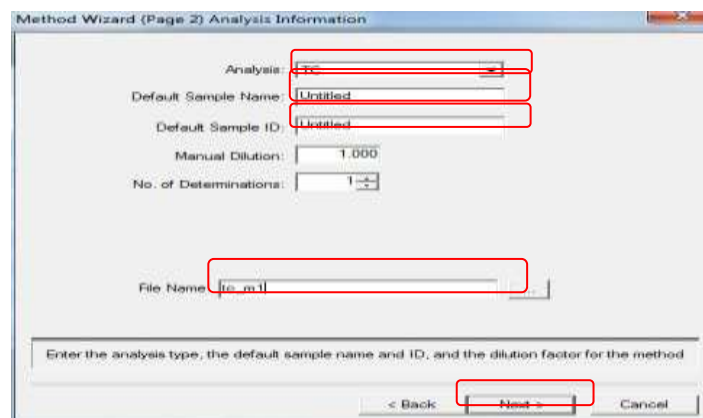 Method Wizard (Page 2) Analysis Information
Analysis: TC
Default Sample Name: Untitled
Default Sample ID: Untitled
Manual Dilution: 1.000
No. of Determinations: 1
File Name: tc_m1
...
Enter the analysis type, the default sample name and ID, and the dilution factor for the method
< Back Next > Cancel